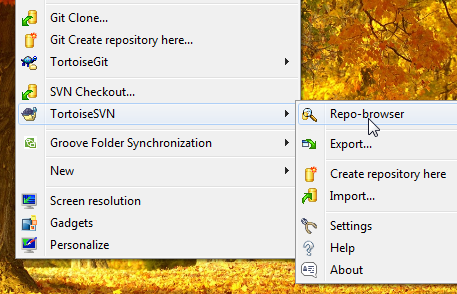 Git Clone...
Git Create repository here...
TortoiseGit
SVN Checkout...
TortoiseSVN
Groove Folder Synchronization
New
Screen resolution
Gadgets
Personalize
Repo-browser
Export...
Create repository here
Import...
Settings
Help
About